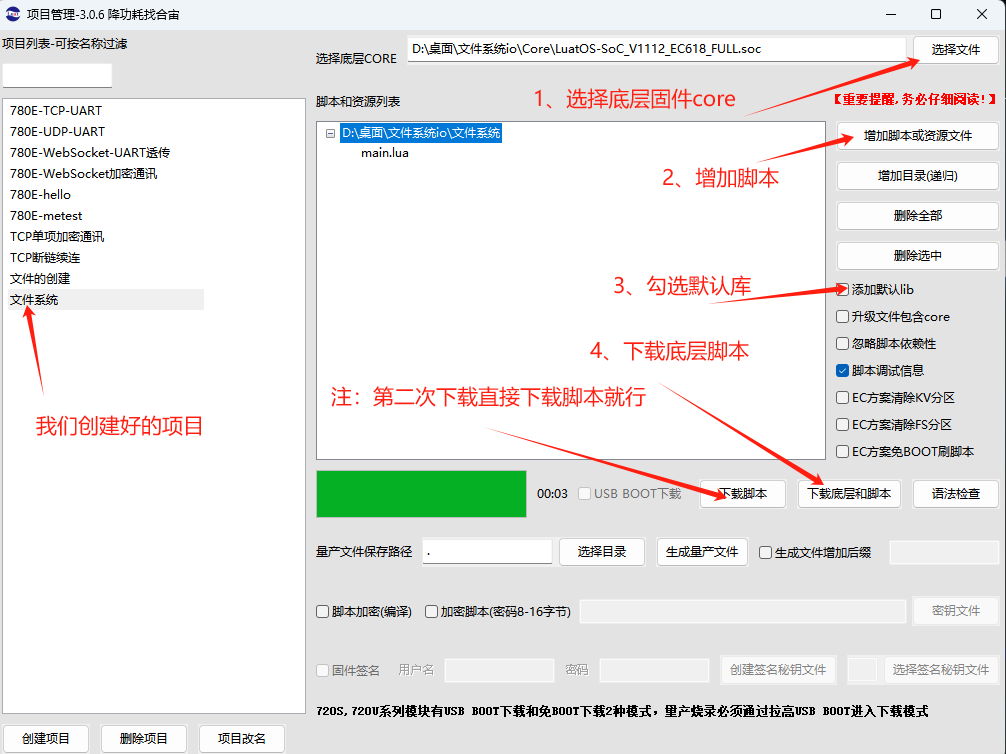 项目管理-3.0.6 降功耗找合宙
项目列表-可按名称过滤
780E-TCP-UART
780E-UDP-UART
780E-WebSocket-UART透传
780E-WebSocket加密通讯
780E-hello
780E-metest
TCP单项加密通讯
TCP断链续连
文件的创建
文件系统
我们创建好的项目
创建项目
删除项目
项目改名
选择底层CORE
D:\桌面\文件系统io\Core\LuatOS-SoC_V1112_EC618_FULL.soc
选择文件
脚本和资源列表
1、选择底层固件core
【重要提醒,务必仔细阅读!】
D:\桌面\文件系统io\文件系统
main.lua
增加脚本或资源文件
2、增加脚本
增加目录(递归)
删除全部
删除选中
3、勾选默认库
添加默认lib
升级文件包含core
4、下载底层脚本
忽略脚本依赖性
脚本调试信息
注：第二次下载直接下载脚本就行
EC方案清除KV分区
EC方案清除FS分区
EC方案免BOOT刷脚本
00:03
USB BOOT下载
下载脚本
下载底层和脚本
语法检查
量产文件保存路径
.
选择目录
生成量产文件
生成文件增加后缀
脚本加密(编译)
加密脚本(密码8-16字节)
密钥文件
固件签名
用户名
密码
创建签名秘钥文件
选择签名秘钥文件
720S,720U系列模块有USB BOOT下载和免BOOT下载2种模式，量产烧录必须通过拉高USB BOOT进入下载模式